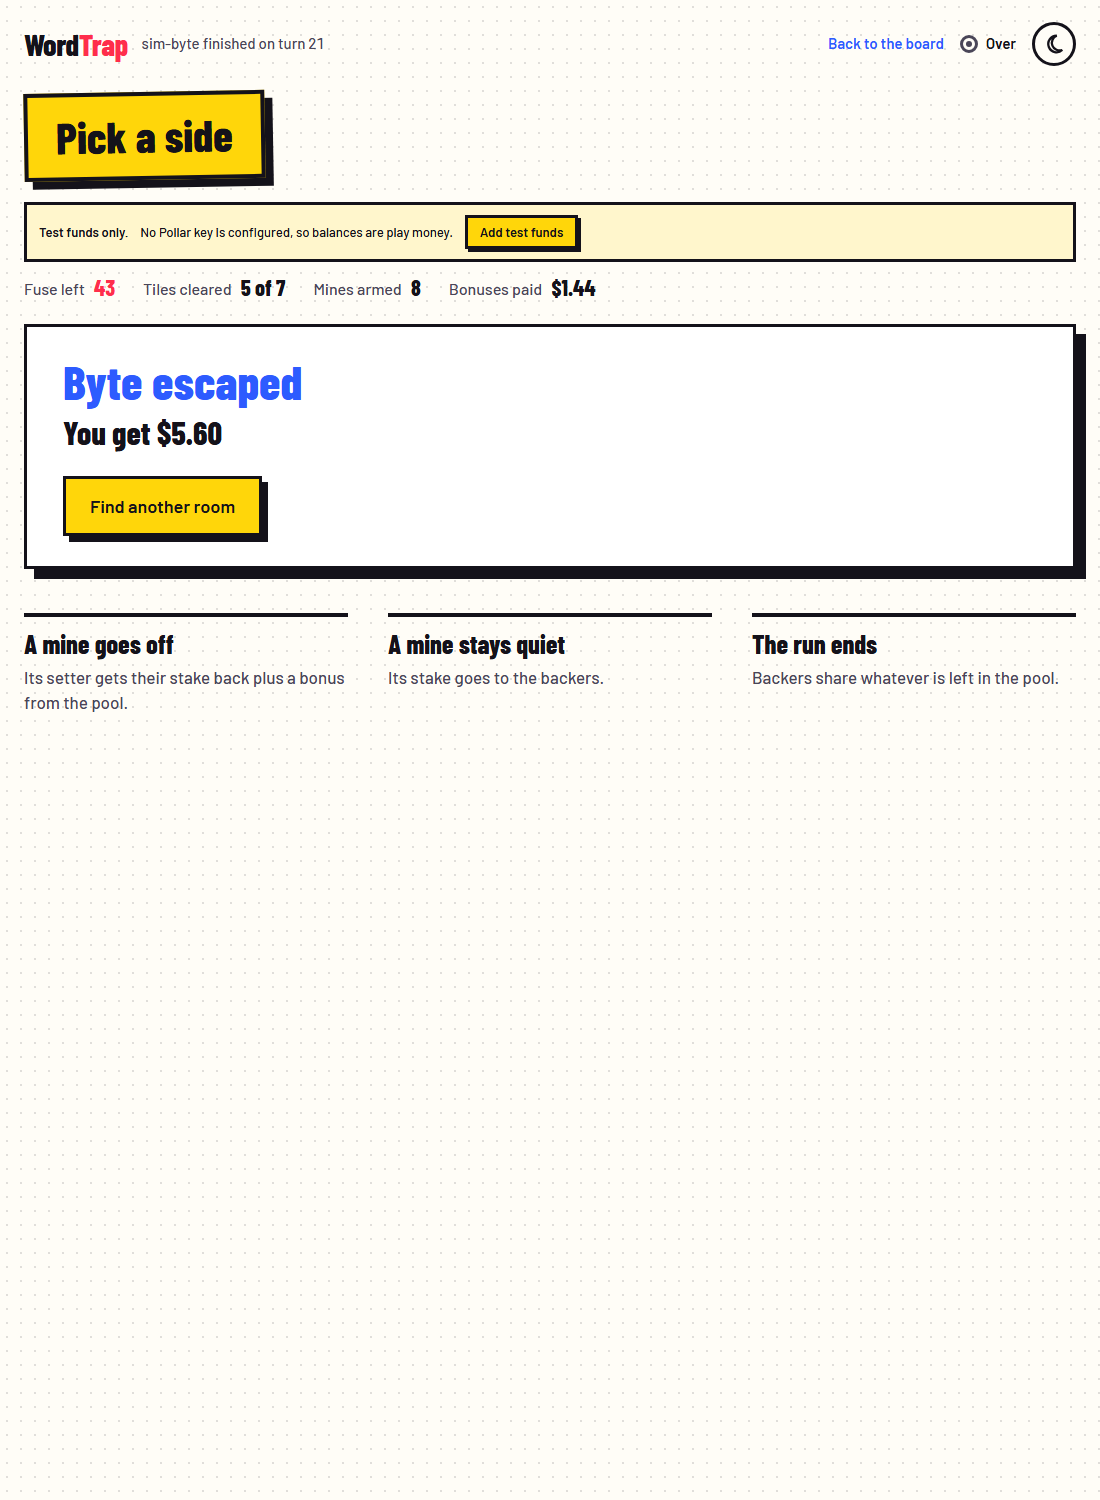 WordTrap sim-byte finished on turn 21 Back to the board Over
Pick a side
Test funds only. No Pollar key is configured, so balances are play money. Add test funds
Fuse left 43 Tiles cleared 5 of 7 Mines armed 8 Bonuses paid $1.44
Byte escaped
You get $5.60
Find another room
A mine goes off
Its setter gets their stake back plus a bonus
from the pool.
A mine stays quiet
Its stake goes to the backers.
The run ends
Backers share whatever is left in the pool.